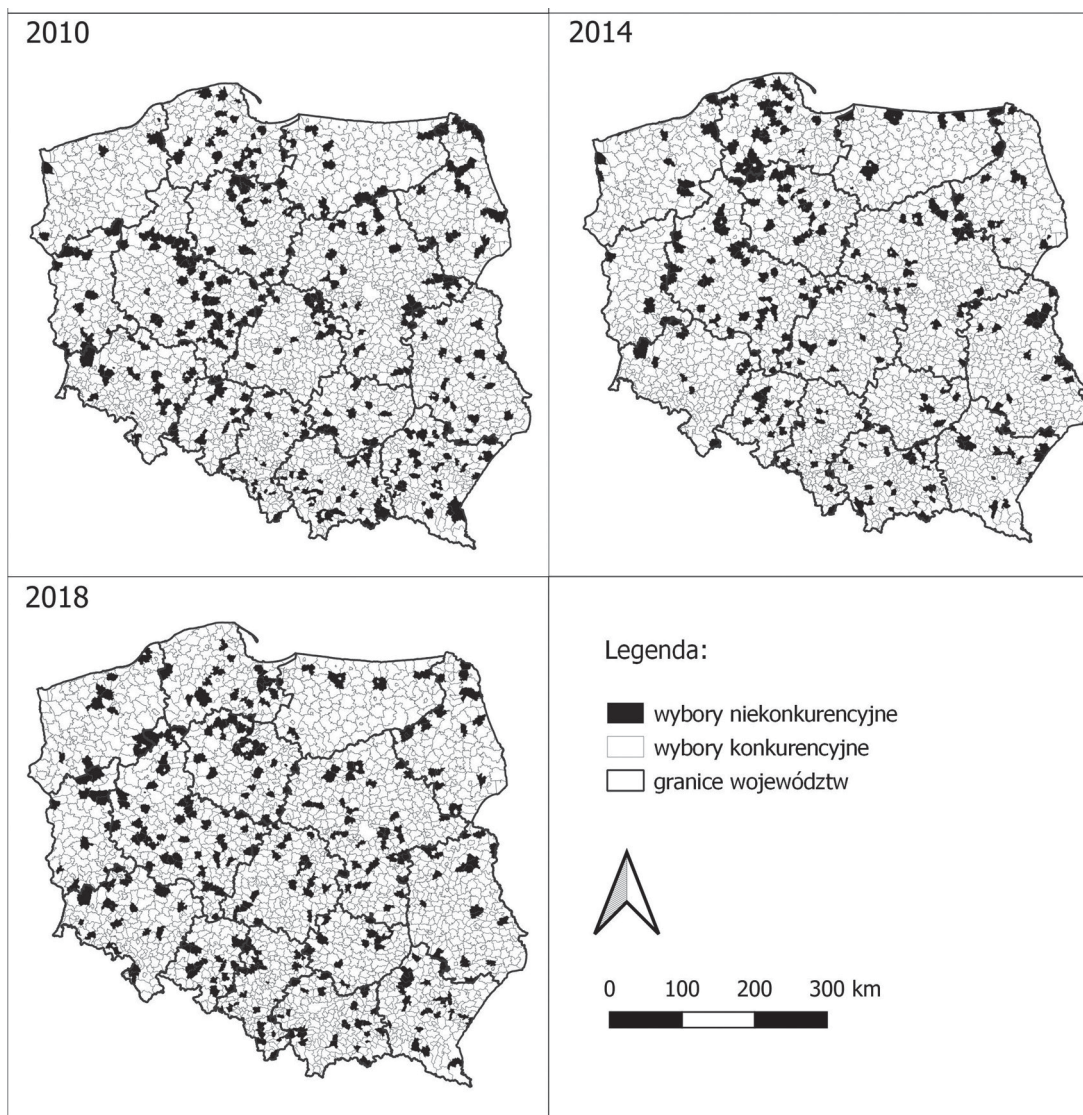 2010
2014
2018
Legenda:
wybory niekonkurencyjne
wybory konkurencyjne
granice województw
0 100 200 300 km